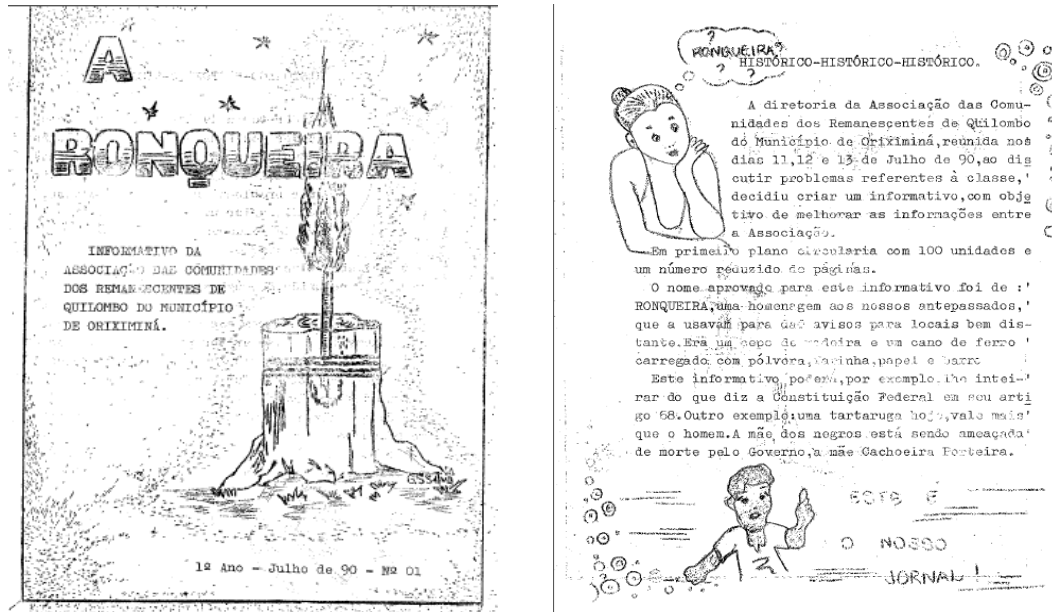 A
RONQUEIRA
INFORMATIVO DA
ASSOCIAÇÃO DAS COMUNIDADES
DOS REMANESCENTES DE
QUILOMBO DO MUNICÍPIO
DE ORIXIMINÁ.
GSSilva
1º Ano - Julho de 90 - Nº 01
?
RONQUEIRA?
? ?
HISTÓRICO-HISTÓRICO-HISTÓRICO.
A diretoria da Associação das Comu-
nidades dos Remanescentes de Quilombo
do Município de Oriximiná,reunida nos
dias 11,12 e 13 de Julho de 90,ao dis
cutir problemas referentes à classe,'
decidiu criar um informativo,com obje
tivo de melhorar as informações entre
a Associação.
Em primeiro plano circularia com 100 unidades e
um número reduzido de páginas.
O nome aprovado para este informativo foi de :'
RONQUEIRA,uma homenagem aos nossos antepassados,'
que a usavam para dar avisos para locais bem dis-
tante.Era um cepo de madeira e um cano de ferro '
carregado com pólvora,farinha,papel e barro
Este informativo poderá,por exemplo lhe intei-'
rar do que diz a Constituição Federal em seu arti
go 68.Outro exemplo:uma tartaruga hoje,vale mais'
que o homem.A mãe dos negros está sendo ameaçada'
de morte pelo Governo,a mãe Cachoeira Porteira.
ESTE É
O NOSSO
JORNAL!